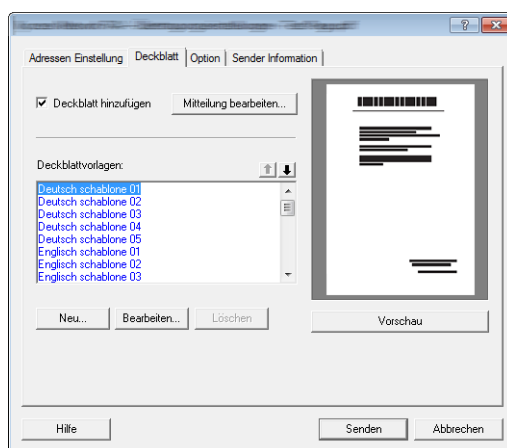 Adressen Einstellung Deckblatt Option Sender Information
Deckblatt hinzufügen Mitteilung bearbeiten...
Deckblattvorlagen:
Deutsch schablone 01
Deutsch schablone 02
Deutsch schablone 03
Deutsch schablone 04
Deutsch schablone 05
Englisch schablone 01
Englisch schablone 02
Englisch schablone 03
Neu... Bearbeiten... Löschen
Vorschau
Hilfe Senden Abbrechen